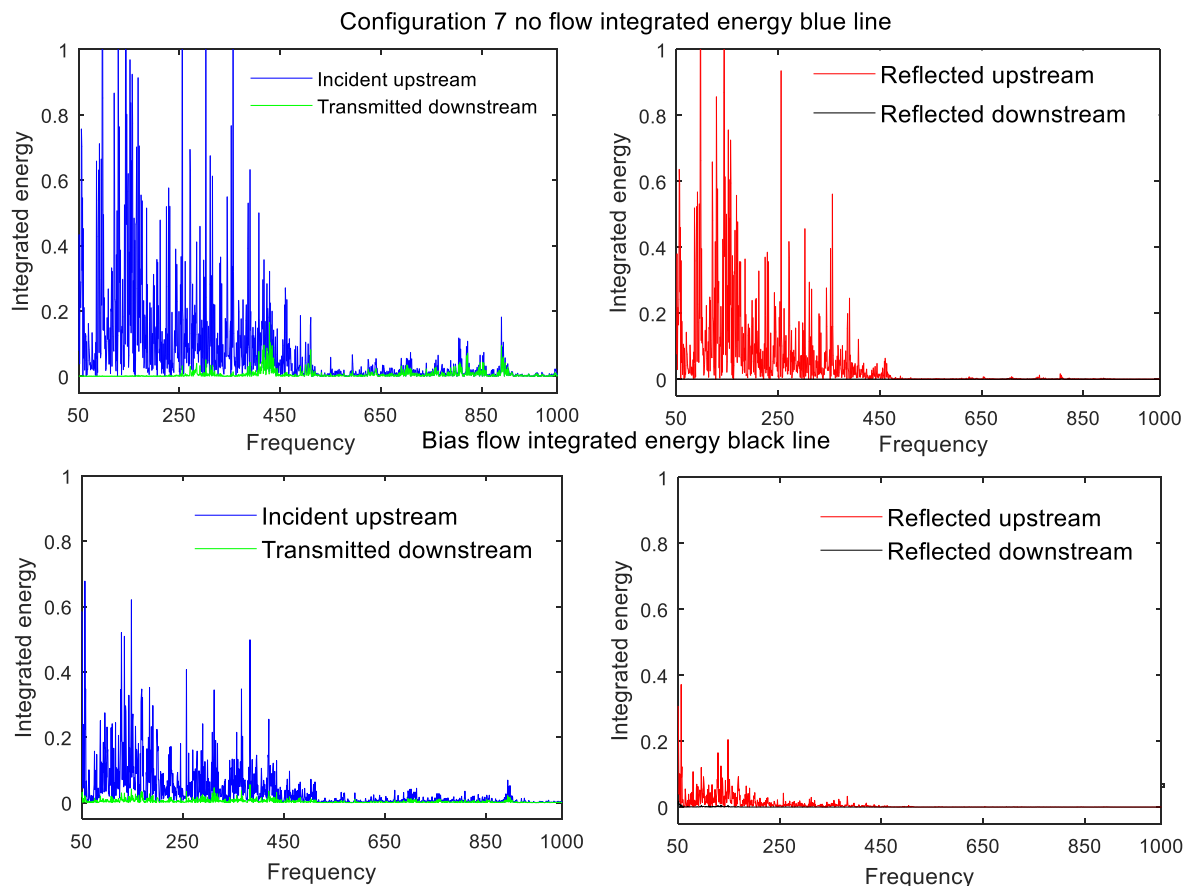 Configuration 7 no flow integrated energy blue line
1
0.8
0.6
0.4
0.2
0
Integrated energy
Incident upstream
Transmitted downstream
50
250
450
650
850
1000
Frequency
1
0.8
0.6
0.4
0.2
0
Integrated energy
Reflected upstream
Reflected downstream
50
250
450
650
850
1000
Frequency
Bias flow integrated energy black line
1
0.8
0.6
0.4
0.2
0
Integrated energy
Incident upstream
Transmitted downstream
50
250
450
650
850
1000
Frequency
1
0.8
0.6
0.4
0.2
0
Integrated energy
Reflected upstream
Reflected downstream
50
250
450
650
850
1000
Frequency